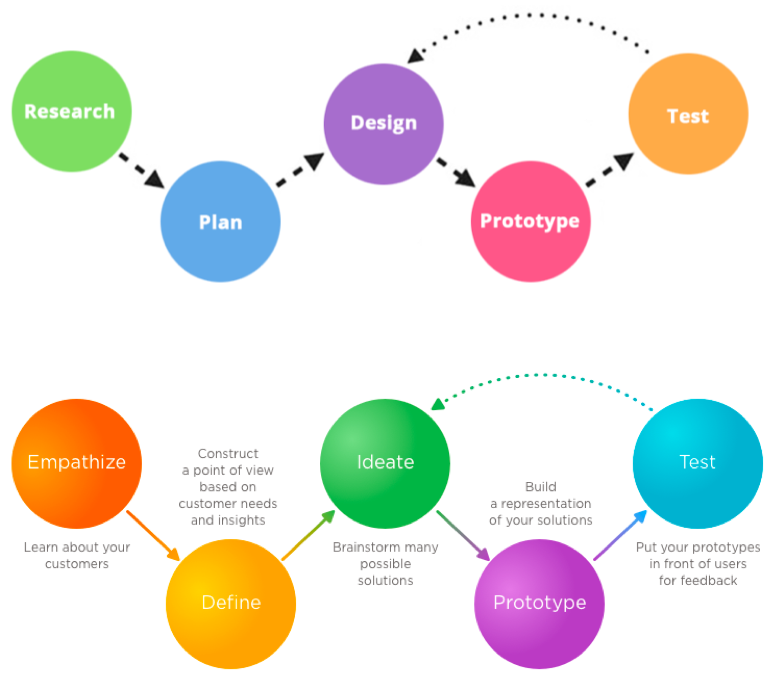 Research
Plan
Design
Prototype
Test
Empathize
Learn about your
customers
Construct
a point of view
based on
customer needs
and insights
Define
Ideate
Brainstorm many
possible
solutions
Build
a representation
of your solutions
Prototype
Test
Put your prototypes
in front of users
for feedback